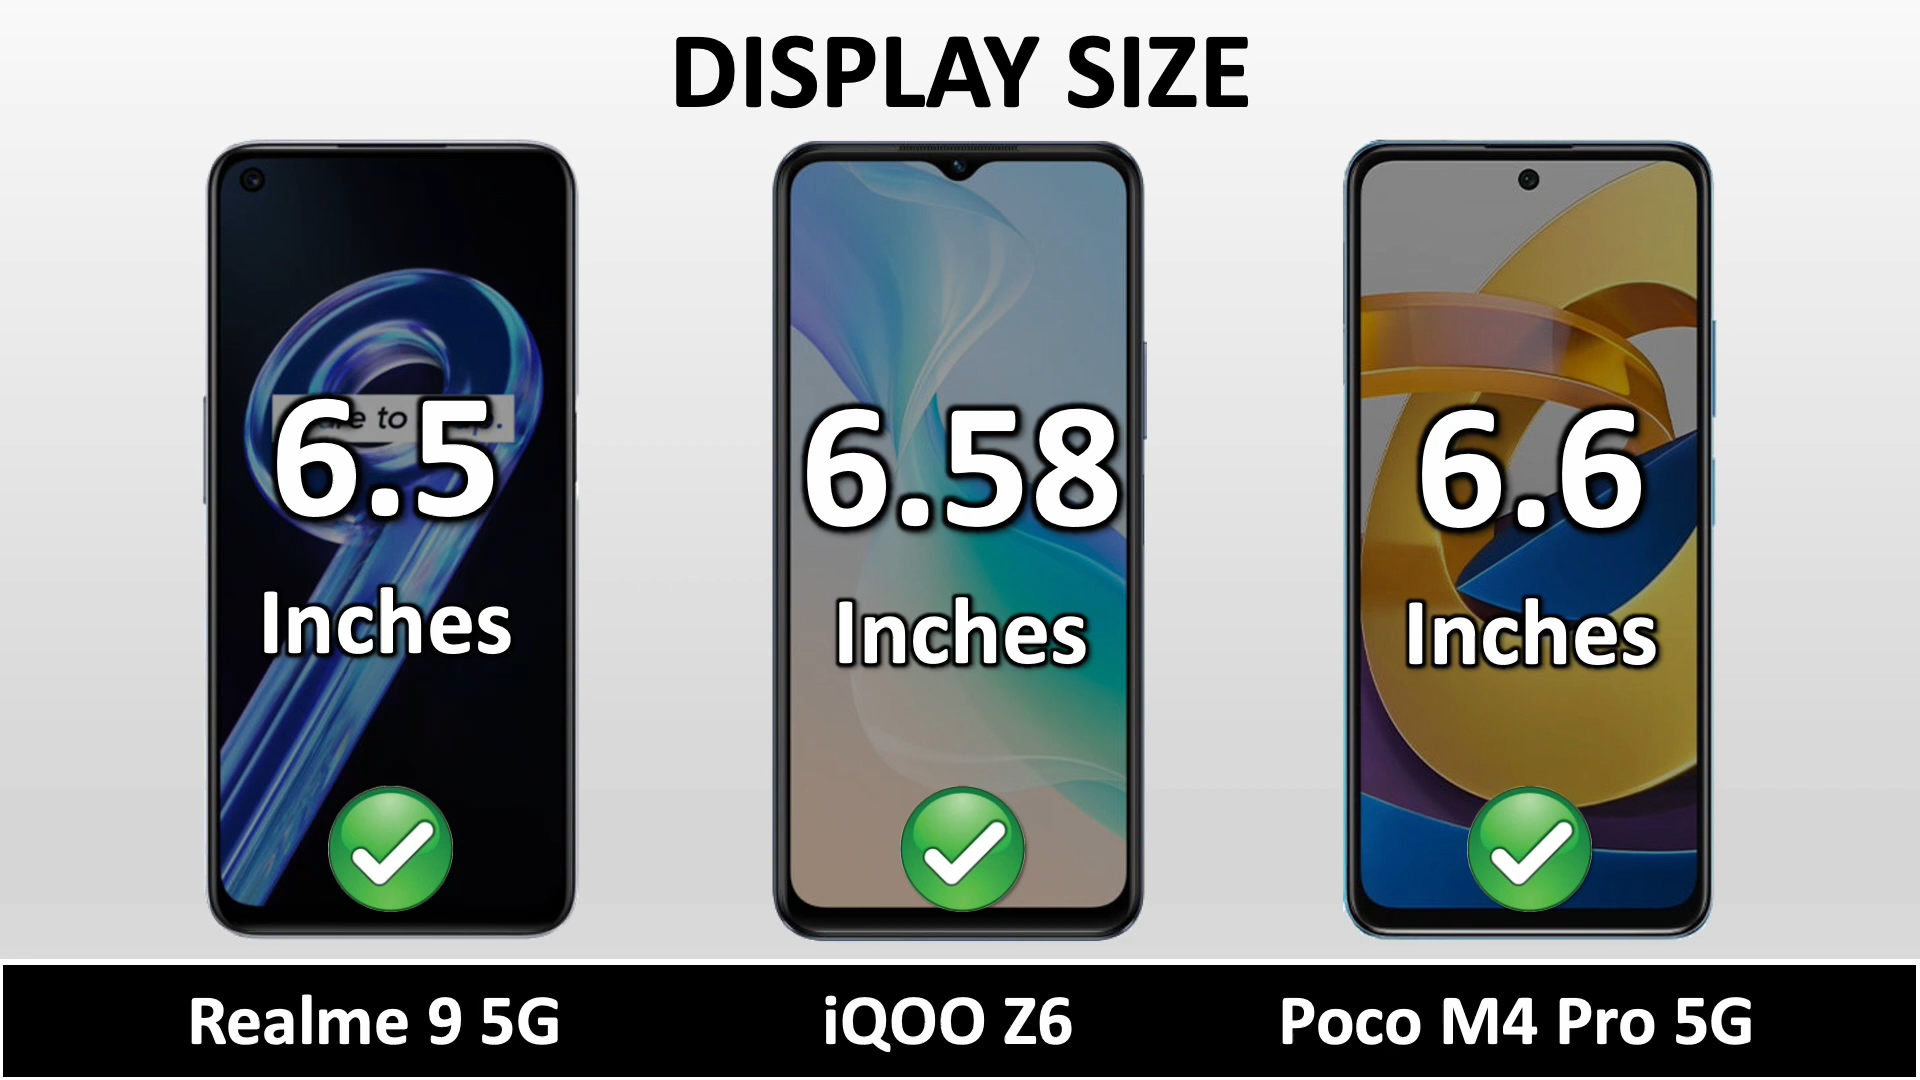 DISPLAY SIZE
6.5
Inches
6.58
Inches
6.6
Inches
Realme 9 5G
iQOO Z6
Poco M4 Pro 5G